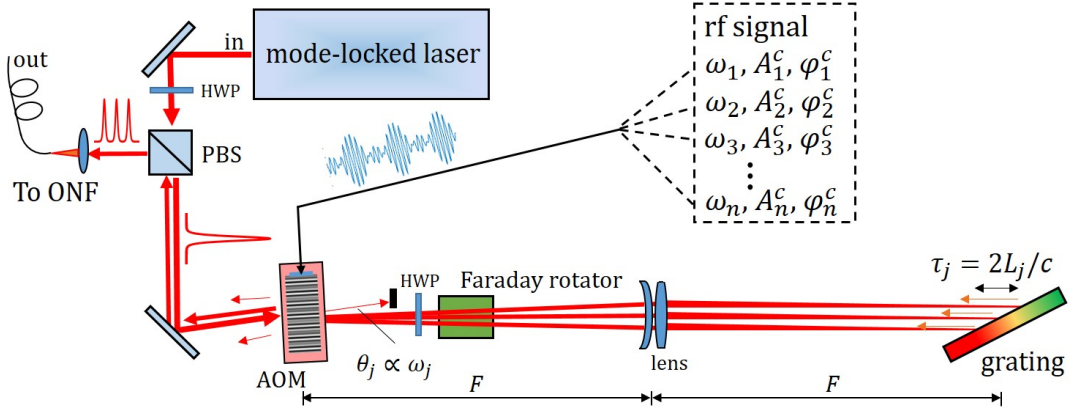 out
in
mode-locked laser
HWP
PBS
To ONF
rf signal
ω₁, A₁ᶜ, φ₁ᶜ
ω₂, A₂ᶜ, φ₂ᶜ
ω₃, A₃ᶜ, φ₃ᶜ
⋮
ωₙ, Aₙᶜ, φₙᶜ
HWP
Faraday rotator
τⱼ = 2Lⱼ/c
θⱼ ∝ ωⱼ
AOM
lens
grating
F
F